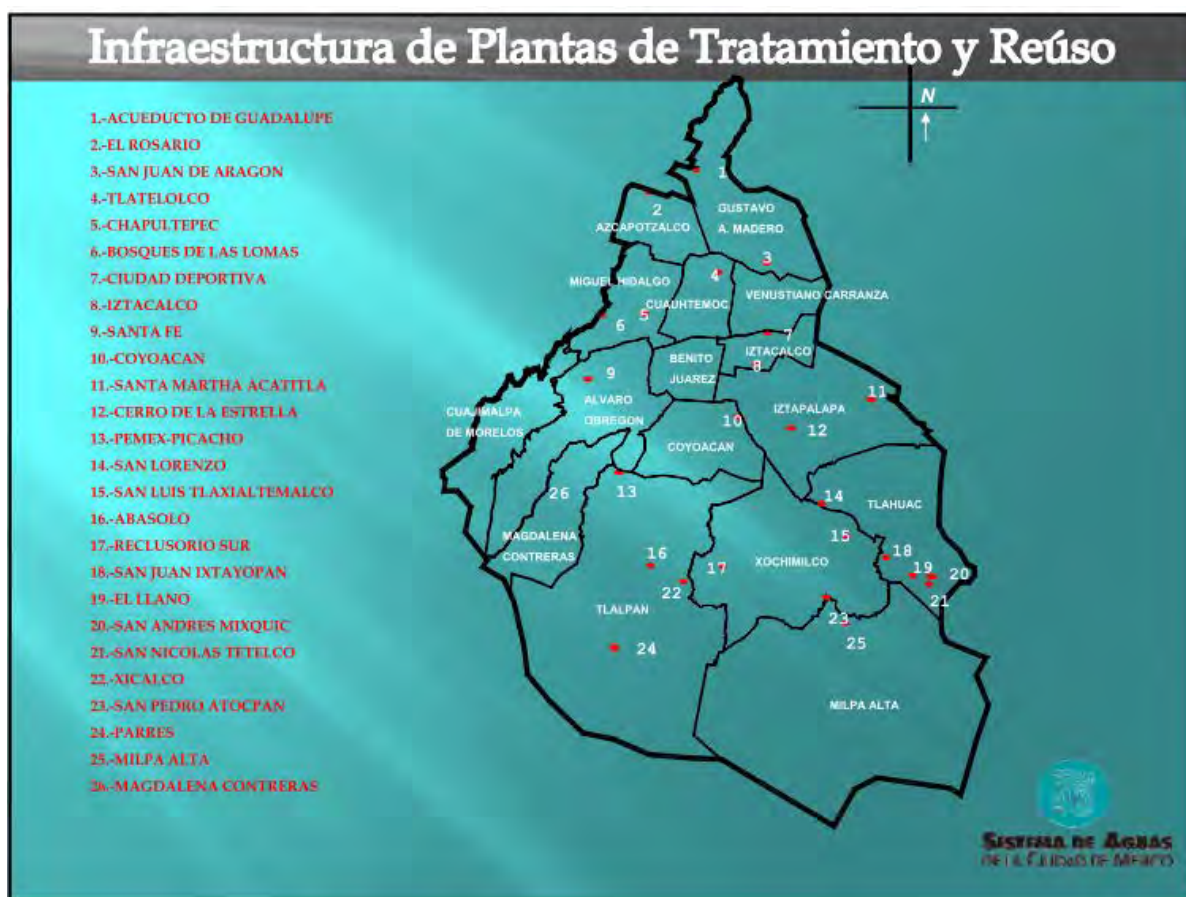 Infraestructura de Plantas de Tratamiento y Reúso
1.-ACUEDUCTO DE GUADALUPE
2.-EL ROSARIO
3.-SAN JUAN DE ARAGON
4.-TLATELOLCO
5.-CHAPULTEPEC
6.-BOSQUES DE LAS LOMAS
7.-CIUDAD DEPORTIVA
8.-IZTACALCO
9.-SANTA FE
10.-COYOACAN
11.-SANTA MARTHA ACATITLA
12.-CERRO DE LA ESTRELLA
13.-PEMEX-PICACHO
14.-SAN LORENZO
15.-SAN LUIS TLAXIALTEMALCO
16.-ABASOLO
17.-RECLUSORIO SUR
18.-SAN JUAN IXTAYOPAN
19.-EL LLANO
20.-SAN ANDRES MIXQUIC
21.-SAN NICOLAS TETELCO
22.-XICALCO
23.-SAN PEDRO ATOCPAN
24.-PARRES
25.-MILPA ALTA
26.-MAGDALENA CONTRERAS
N
1
2
GUSTAVO
A. MADERO
AZCAPOTZALCO
3
4
MIGUEL HIDALGO
VENUSTIANO CARRANZA
CUAUHTEMOC
5
6
7
IZTACALCO
BENITO
JUAREZ
8
9
ALVARO
OBREGON
11
IZTAPALAPA
CUAJIMALPA
DE MORELOS
10
12
COYOACAN
13
26
14
TLAHUAC
MAGDALENA
CONTRERAS
15
XOCHIMILCO
16
17
18
19
20
22
21
TLALPAN
23
24
25
MILPA ALTA
SISTEMA DE AGUAS
DE LA CIUDAD DE MEXICO